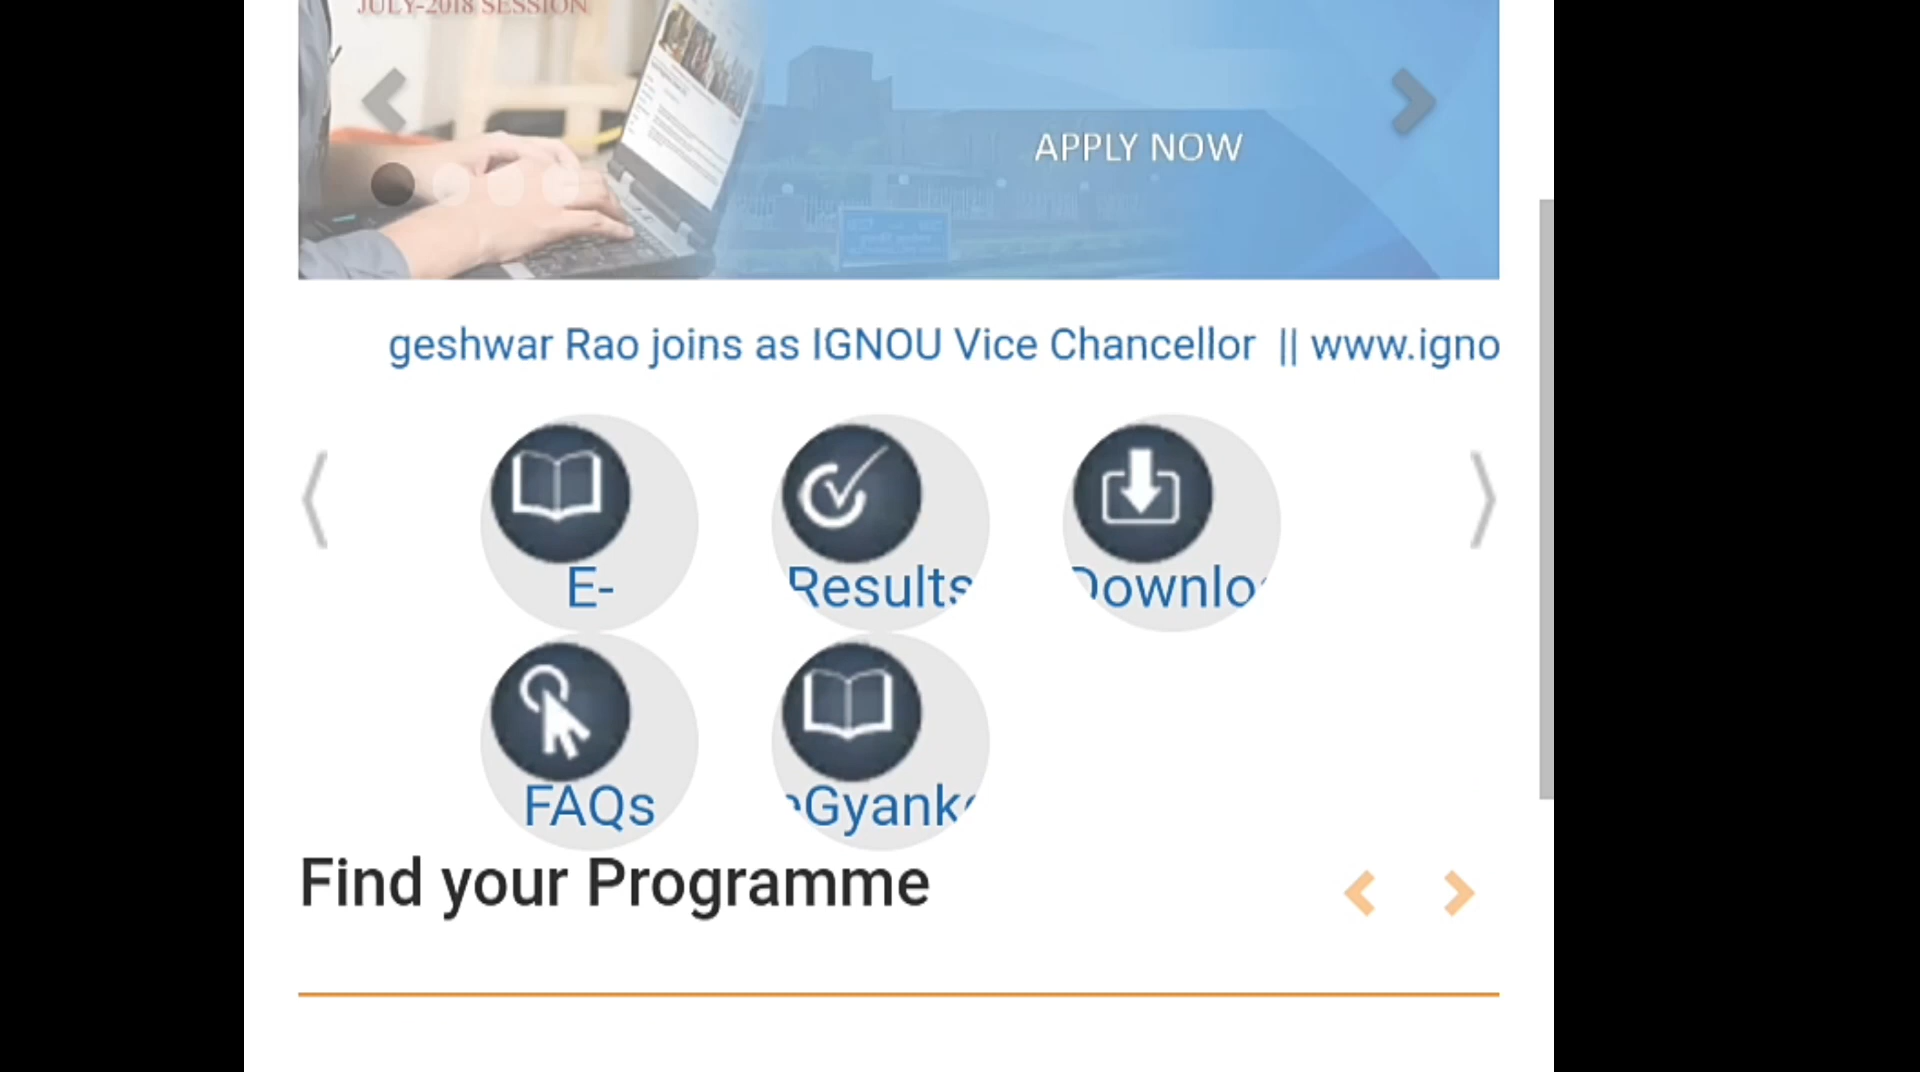 JULY-2018 SESSION
APPLY NOW
geshwar Rao joins as IGNOU Vice Chancellor || www.igno
E-
Results
Downlo
FAQs
eGyank
Find your Programme